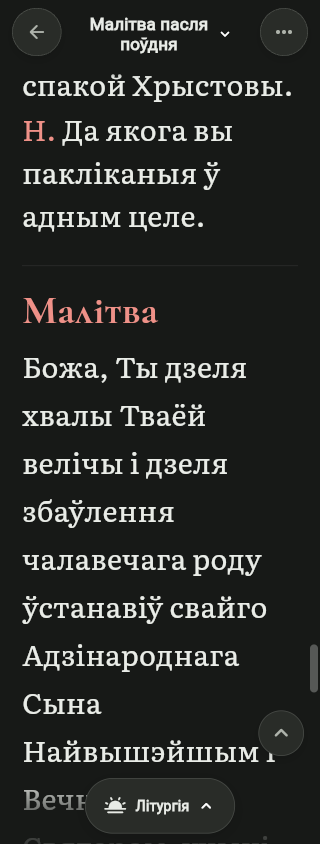 Малітва пасля
поўдня
спакой Хрыстовы.
Н. Да якога вы
пакліканыя ў
адным целе.
Малітва
Божа, Ты дзеля
хвалы Тваёй
велічы і дзеля
збаўлення
чалавечага роду
ўстанавіў свайго
Адзінароднага
Сына
Найвышэйшым і
Літургія